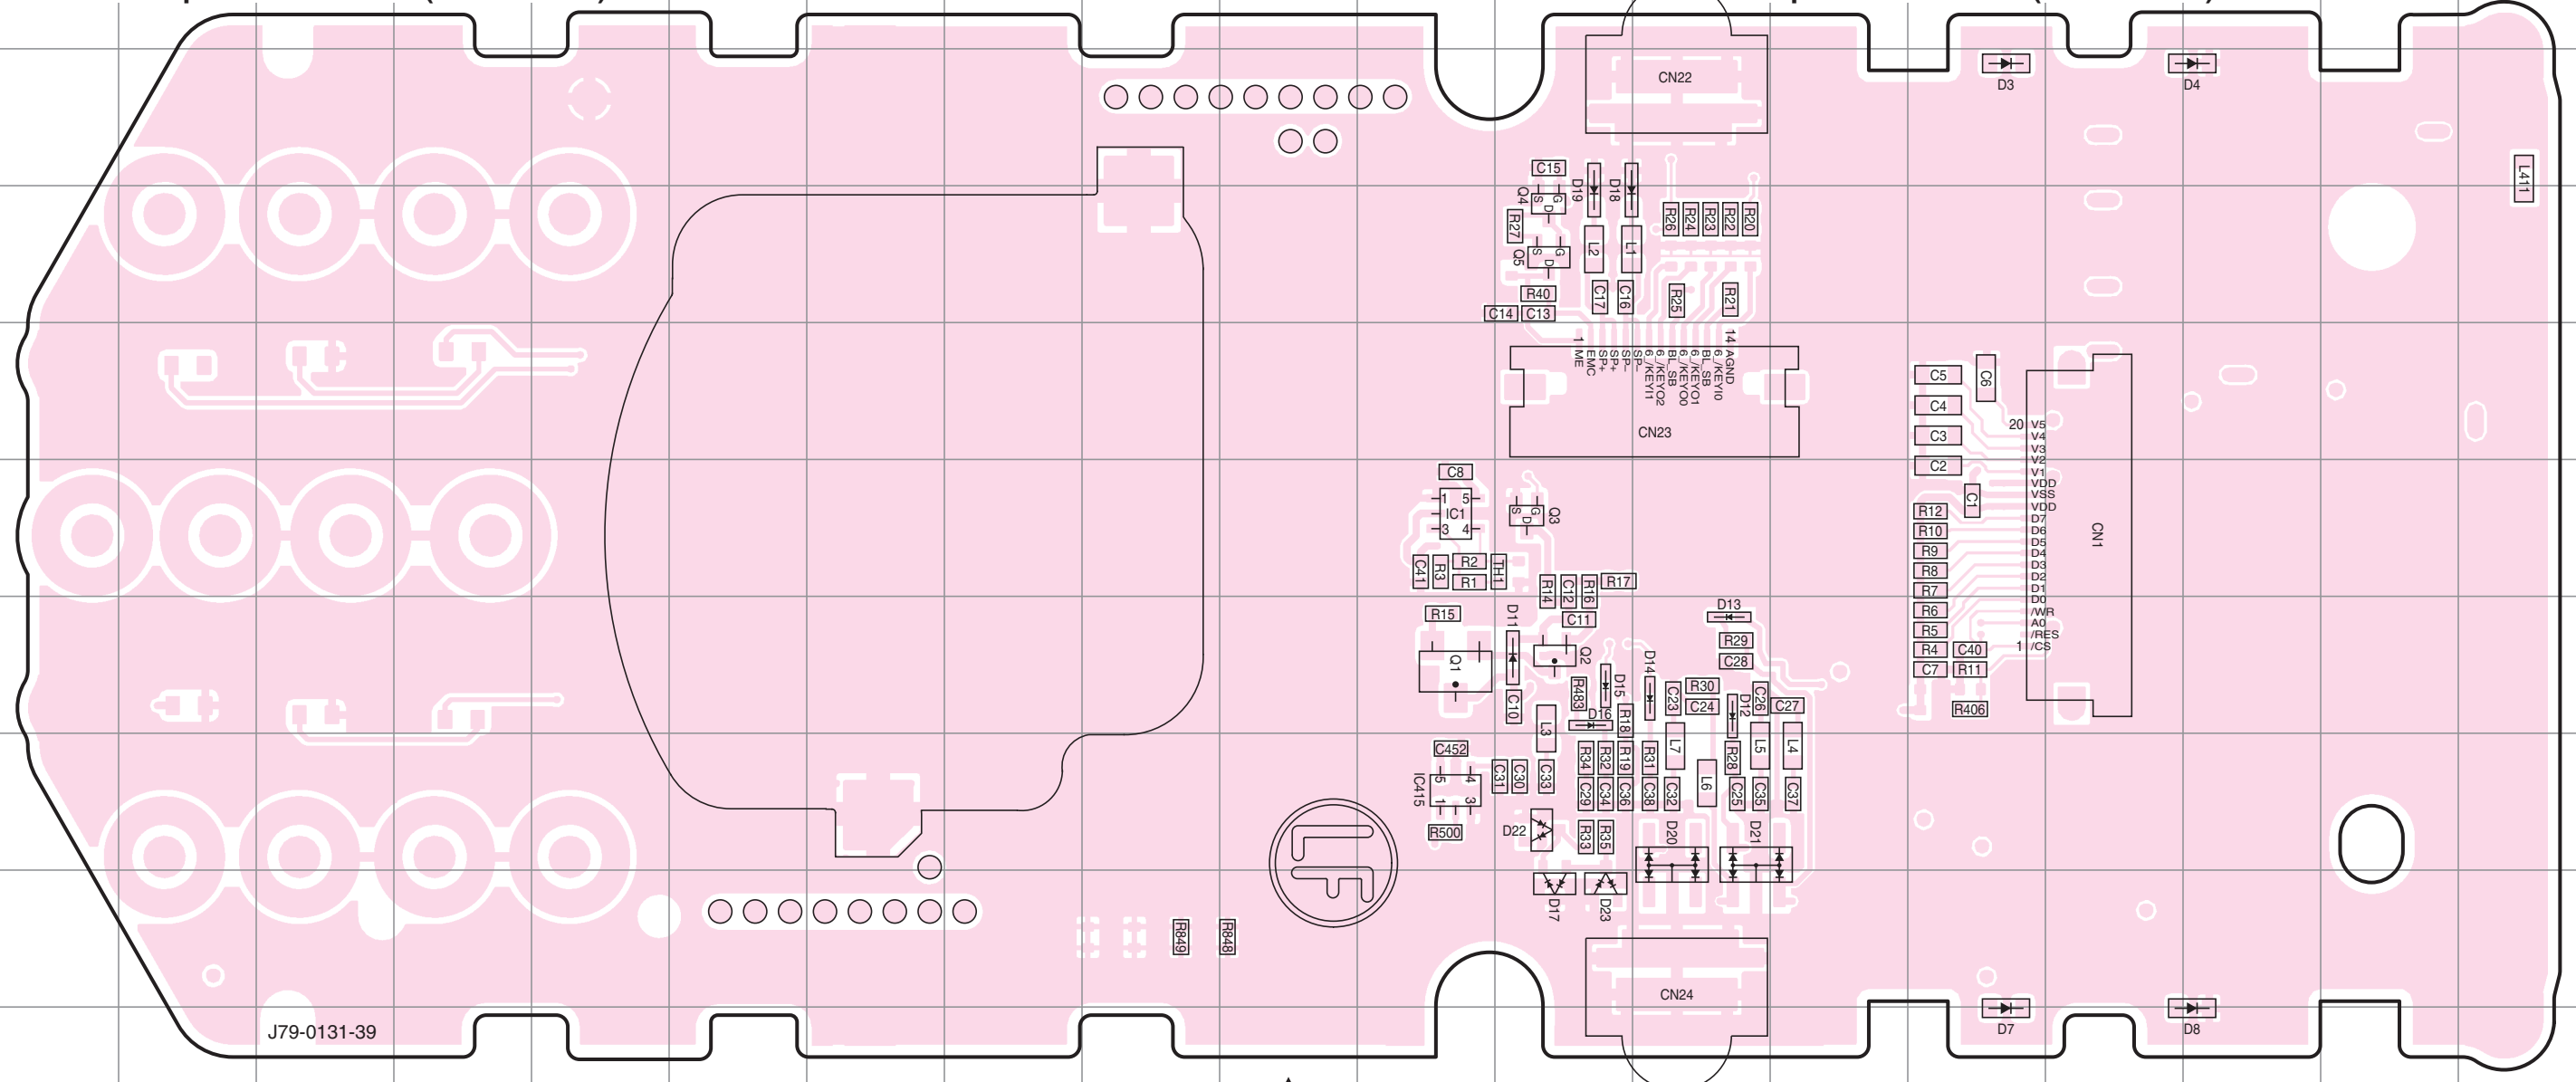 CN22
D3
D4
L411
C15
Q4
S
G
D
D19
D18
R27
R26
R24
R23
R22
R20
Q5
S
G
D
L2
L1
R40
C17
C16
R25
R21
C14
C13
1
14
ME
EMC
SP+
SP+
SP-
SP-
6_/KEYI1
6_/KEYO2
BL_SB
6_/KEYO0
6_/KEYO1
BL_SB
6_/KEYI0
AGND
CN23
C5
C6
C4
C3
C2
C1
20
V5
V4
V3
V2
V1
VDD
VSS
VDD
D7
D6
D5
D4
D3
D2
D1
D0
/WR
A0
/RES
1 /CS
CN1
R12
R10
R9
R8
R7
R6
R5
R4
C40
C7
R11
R406
C8
1
5
IC1
3
4
S
G
D
Q3
C41
R3
R2
R1
TH1
R14
C12
R16
R17
R15
D11
C11
D13
R29
C28
Q1
Q2
D14
D15
R483
C10
R30
C24
C23
D12
C26
C27
D16
R18
L3
L7
L5
L4
C452
IC415
5
4
1
3
C31
C30
C33
R34
R32
R19
R31
R28
C29
C34
C36
C38
C32
L6
C25
C35
C37
R500
D22
R33
R35
D20
D21
D17
D23
R849
R848
CN24
D7
D8
J79-0131-39